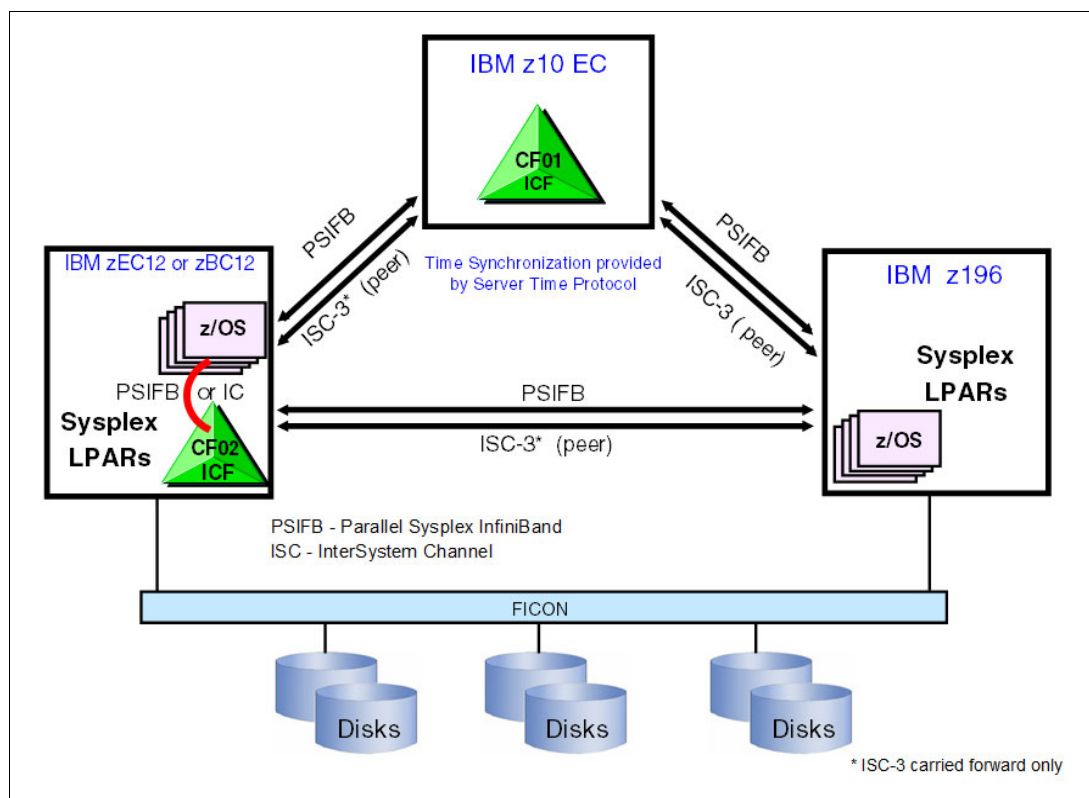 IBM z10 EC
CF01
ICF
PSIFB
ISC-3* (peer)
PSIFB
ISC-3 (peer)
Time Synchronization provided
by Server Time Protocol
IBM zEC12 or zBC12
z/OS
PSIFB or IC
Sysplex
LPARs
CF02
ICF
PSIFB
ISC-3* (peer)
IBM z196
Sysplex
LPARs
z/OS
PSIFB - Parallel Sysplex InfiniBand
ISC - InterSystem Channel
FICON
Disks
Disks
Disks
* ISC-3 carried forward only